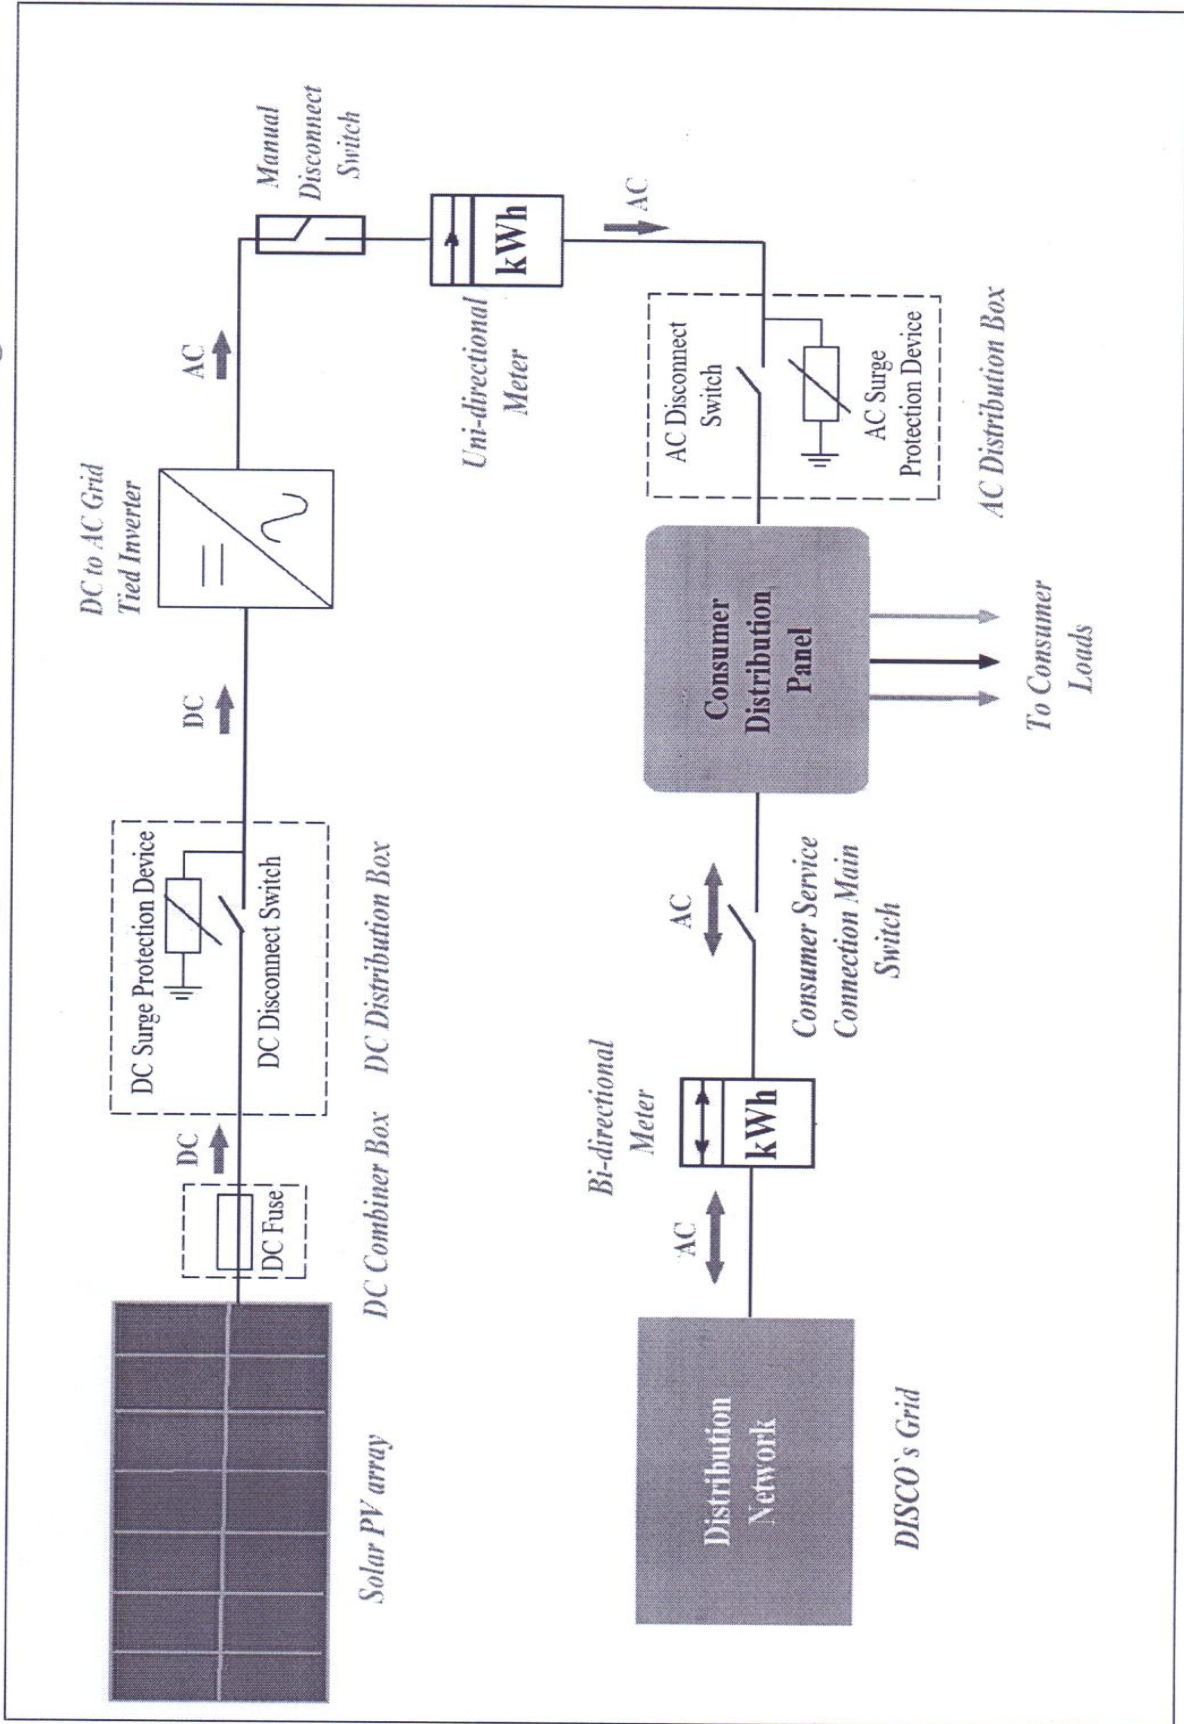 Solar PV array
DC Combiner Box
DC Fuse
DC
DC Distribution Box
DC Surge Protection Device
DC Disconnect Switch
DC
DC to AC Grid
Tied Inverter
AC
Manual
Disconnect
Switch
Uni-directional
Meter
kWh
AC
AC Disconnect
Switch
AC Surge
Protection Device
AC Distribution Box
Consumer
Distribution
Panel
To Consumer
Loads
AC
Consumer Service
Connection Main
Switch
Bi-directional
Meter
kWh
AC
Distribution
Network
DISCO`s Grid